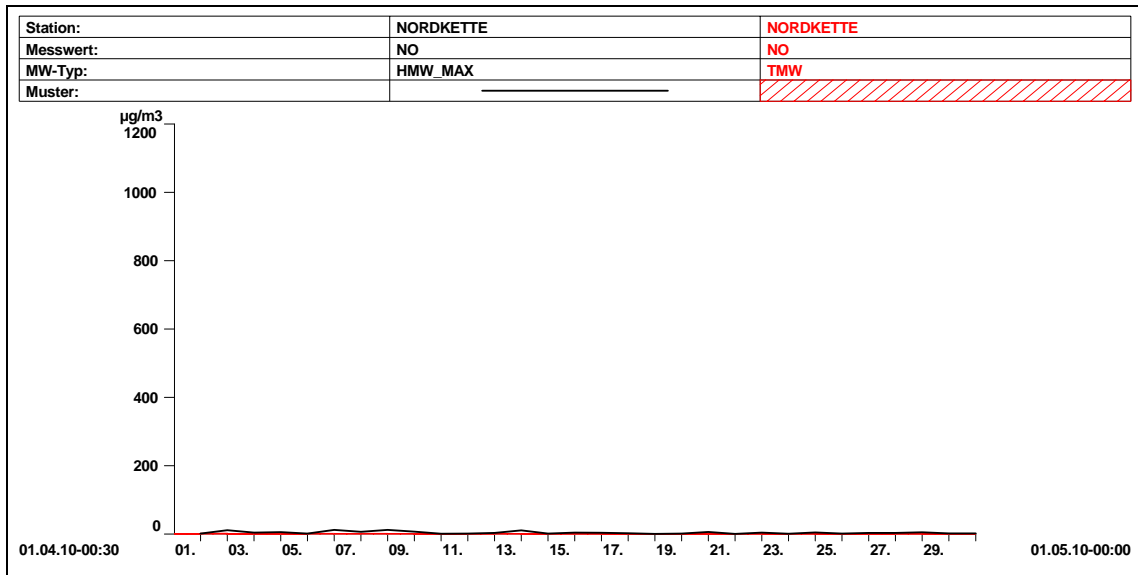 Station: NORDKETTE NORDKETTE
Messwert: NO NO
MW-Typ: HMW_MAX TMW
Muster:
µg/m3
1200
1000
800
600
400
200
0
01.04.10-00:30 01. 03. 05. 07. 09. 11. 13. 15. 17. 19. 21. 23. 25. 27. 29. 01.05.10-00:00